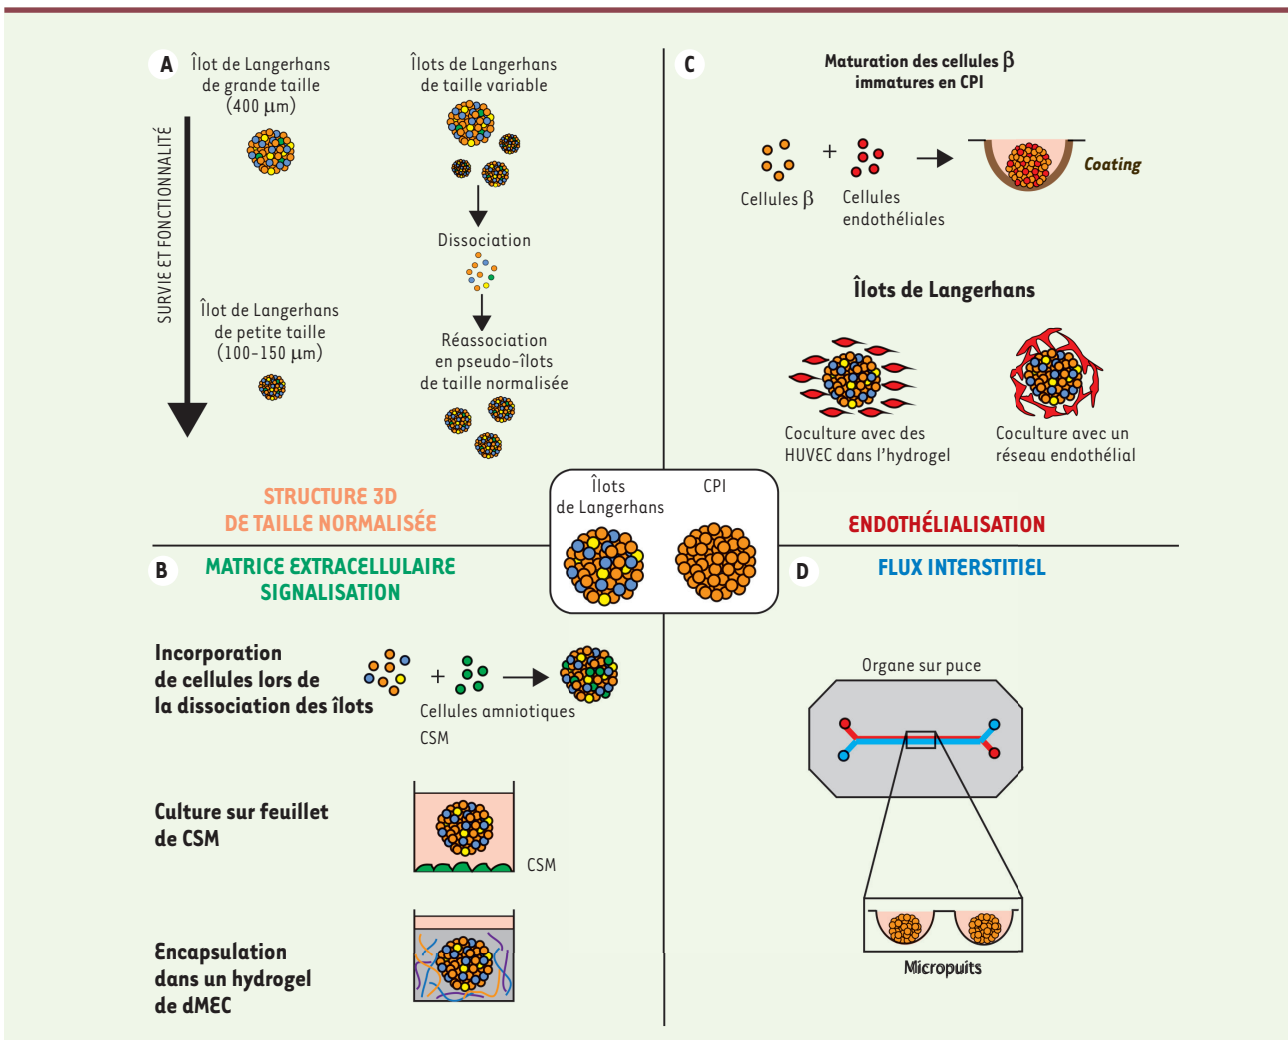 A
Îlot de Langerhans
de grande taille
(400 µm)
Îlots de Langerhans
de taille variable
SURVIE ET FONCTIONNALITÉ
Dissociation
Îlot de Langerhans
de petite taille
(100-150 µm)
Réassociation
en pseudo-îlots
de taille normalisée
STRUCTURE 3D
DE TAILLE NORMALISÉE
C
Maturation des cellules β
immatures en CPI
+
Coating
Cellules β
Cellules
endothéliales
Îlots de Langerhans
Coculture avec des
HUVEC dans l'hydrogel
Coculture avec un
réseau endothélial
ENDOTHÉLIALISATION
Îlots
de Langerhans
CPI
B
MATRICE EXTRACELLULAIRE
SIGNALISATION
Incorporation
de cellules lors de
la dissociation des îlots
+
Cellules amniotiques
CSM
Culture sur feuillet
de CSM
CSM
Encapsulation
dans un hydrogel
de dMEC
D
FLUX INTERSTITIEL
Organe sur puce
Micropuits